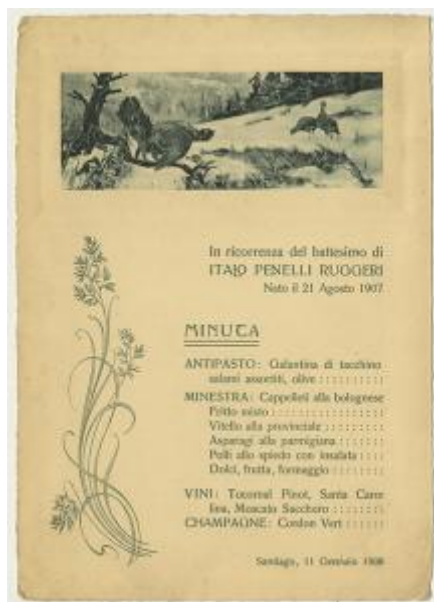 In ricorrenza del battesimo di
ITALO PENELLI RUGGERI
Nato il 21 Agosto 1907
MINUTA
ANTIPASTO: Galantina di tacchino
salami assortiti, olive : : : : : : : : : :
MINESTRA: Cappelleti alla bolognese
Fritto misto : : : : : : : : : : : : : : : :
Vitello alla provinciale : : : : : : : : :
Asparagi alla parmigiana : : : : : : :
Polli allo spiedo con insalata : : : :
Dolci, frutta, formaggio : : : : : : : :
VINI: Tocornal Pinot, Santa Caro
lina, Moscato Sacchero : : : : : : : :
CHAMPAGNE: Cordon Vert : : : : : :
Santiago, 11 Gennaio 1908